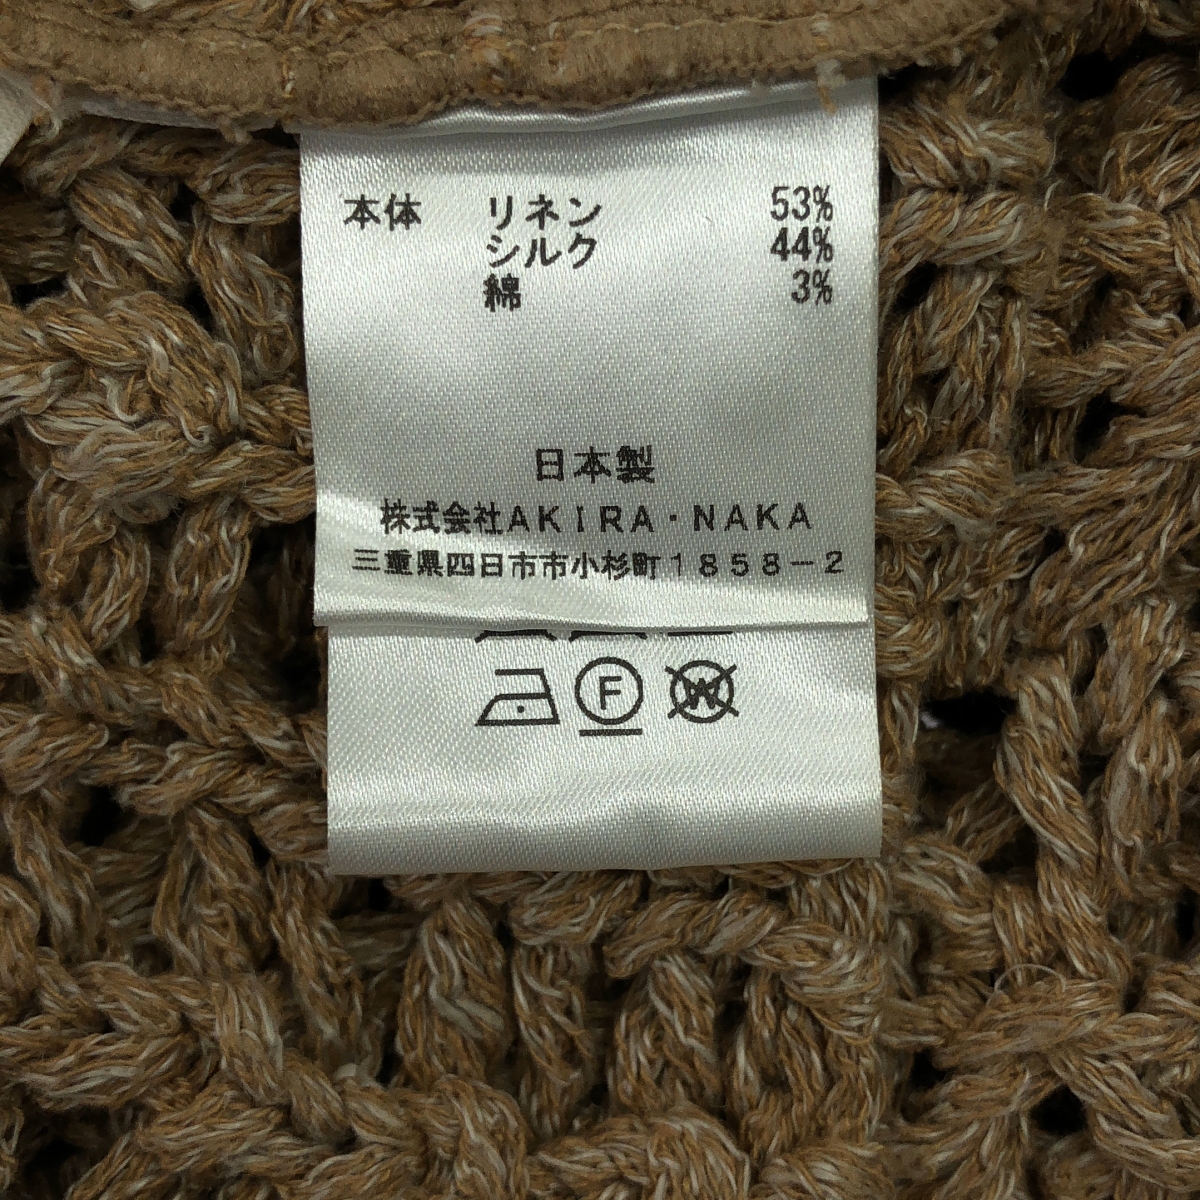 本体 リネン 53%
シルク 44%
綿 3%
日本製
株式会社AKIRA・NAKA
三重県四日市市小杉町1858-2
F W